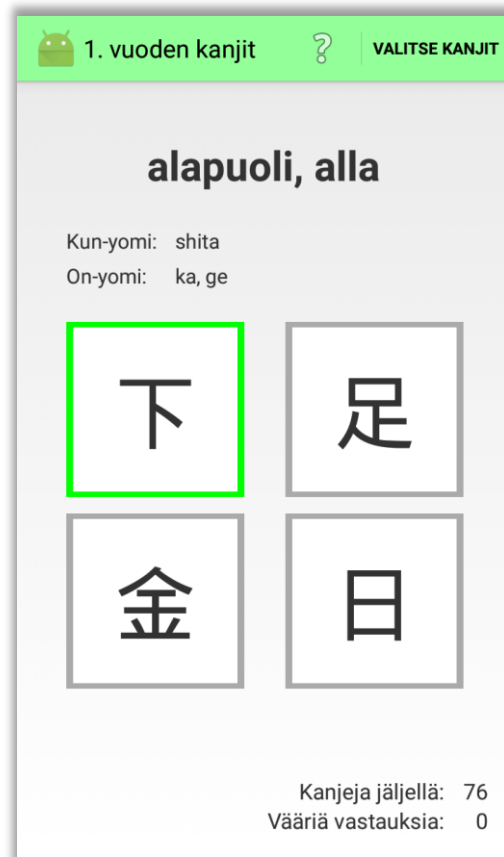 1. vuoden kanjit ? VALITSE KANJIT
alapuoli, alla
Kun-yomi: shita
On-yomi: ka, ge
下 足
金 日
Kanjeja jäljellä: 76
Vääriä vastauksia: 0